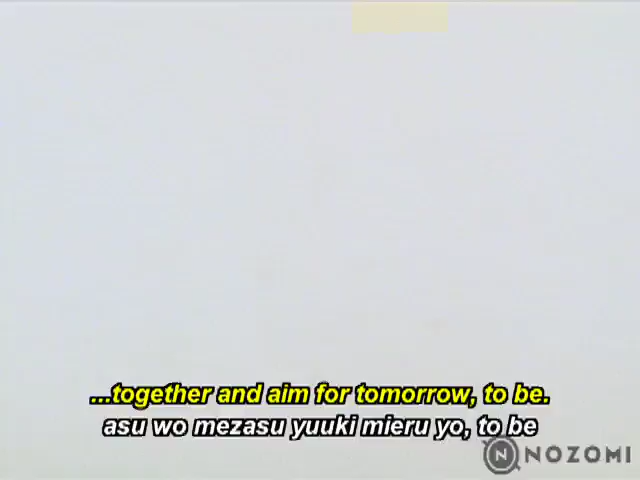 ...together and aim for tomorrow, to be.
asu wo mezasu yuuki mieru yo, to be
NOZOMI